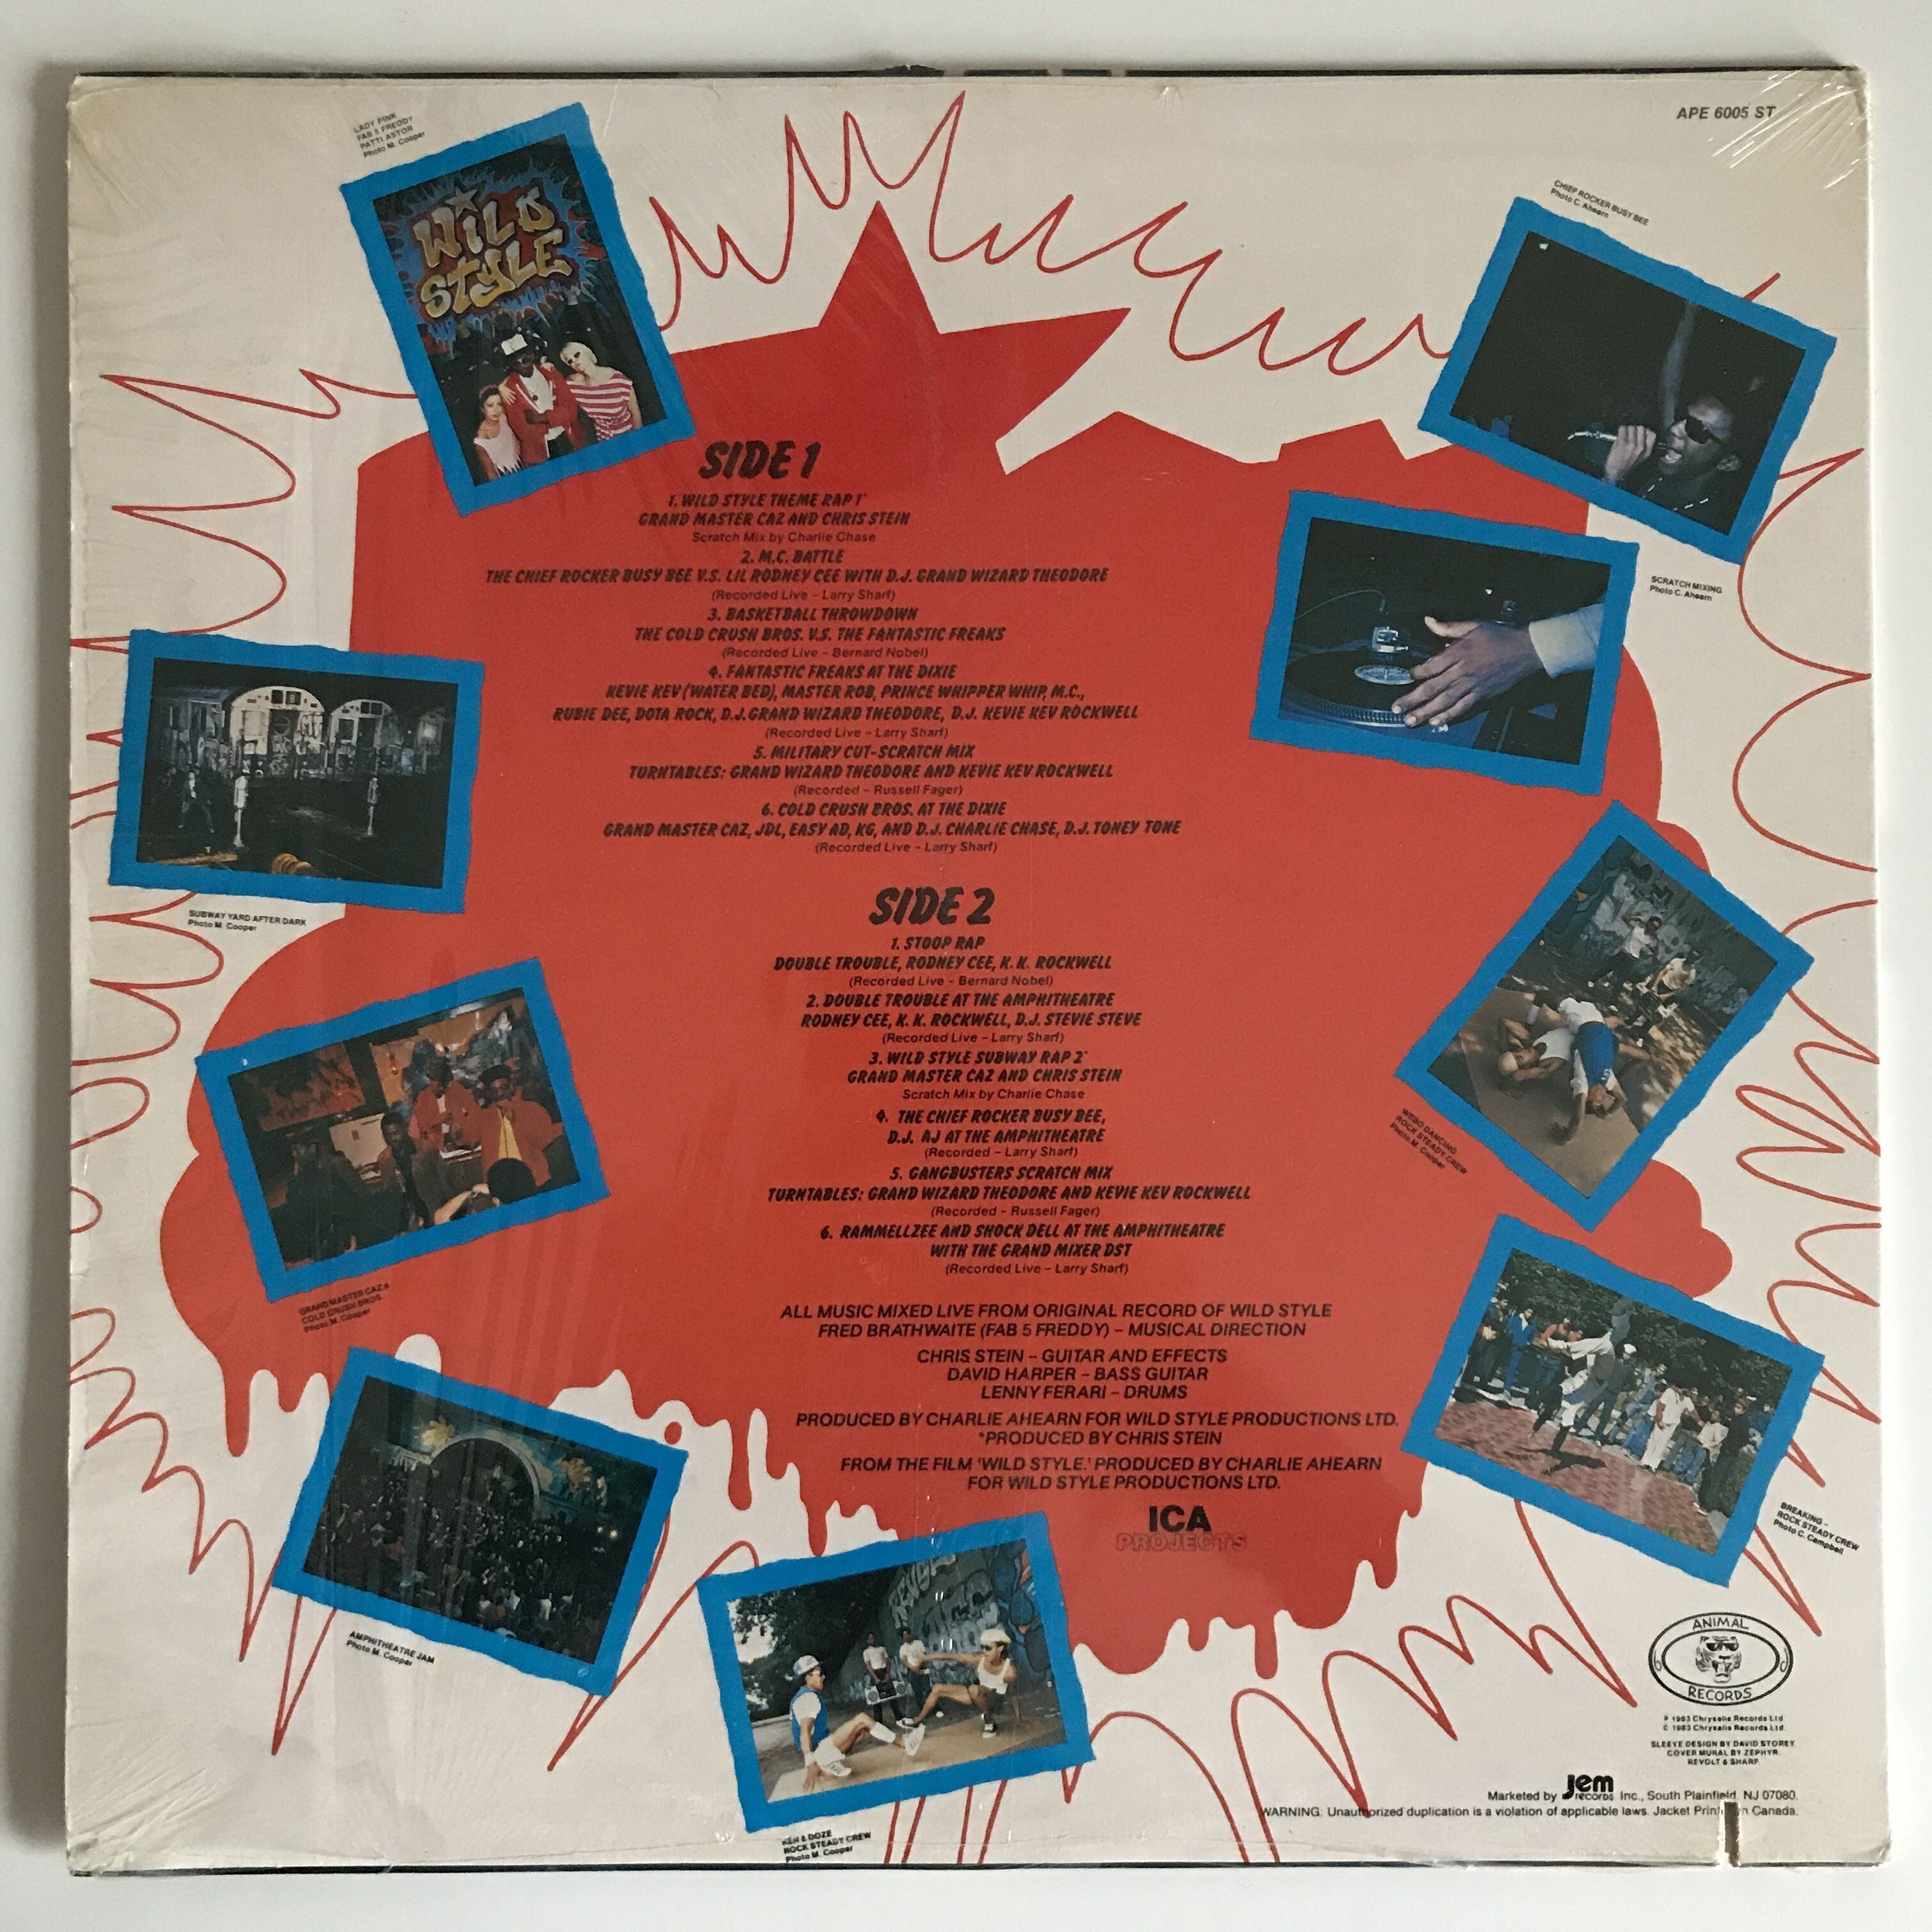 APE 6005 ST
LADY PINK
FAB 5 FREDDY
PATTI ASTOR
Photo M. Cooper
WILD
STYLE
CHIEF ROCKER BUSY BEE
Photo C. Ahearn
SCRATCH MIXING
Photo C. Ahearn
SIDE 1
1. WILD STYLE THEME RAP 1*
GRAND MASTER CAZ AND CHRIS STEIN
Scratch Mix by Charlie Chase
2. M.C. BATTLE
THE CHIEF ROCKER BUSY BEE V.S. LIL RODNEY CEE WITH D.J. GRAND WIZARD THEODORE
(Recorded Live - Larry Sharf)
3. BASKETBALL THROWDOWN
THE COLD CRUSH BROS. V.S. THE FANTASTIC FREAKS
(Recorded Live - Bernard Nobel)
4. FANTASTIC FREAKS AT THE DIXIE
KEVIE KEV (WATER BED), MASTER ROB, PRINCE WHIPPER WHIP, M.C.,
RUBIE DEE, DOTA ROCK, D.J. GRAND WIZARD THEODORE, D.J. KEVIE KEV ROCKWELL
(Recorded Live - Larry Sharf)
5. MILITARY CUT-SCRATCH MIX
TURNTABLES: GRAND WIZARD THEODORE AND KEVIE KEV ROCKWELL
(Recorded - Russell Fager)
6. COLD CRUSH BROS. AT THE DIXIE
GRAND MASTER CAZ, JDL, EASY AD, KG, AND D.J. CHARLIE CHASE, D.J. TONEY TONE
(Recorded Live - Larry Sharf)
SIDE 2
1. STOOP RAP
DOUBLE TROUBLE, RODNEY CEE, K.K. ROCKWELL
(Recorded Live - Bernard Nobel)
2. DOUBLE TROUBLE AT THE AMPHITHEATRE
RODNEY CEE, K.K. ROCKWELL, D.J. STEVIE STEVE
(Recorded Live - Larry Sharf)
3. WILD STYLE SUBWAY RAP 2*
GRAND MASTER CAZ AND CHRIS STEIN
Scratch Mix by Charlie Chase
4. THE CHIEF ROCKER BUSY BEE,
D.J. AJ AT THE AMPHITHEATRE
(Recorded - Larry Sharf)
5. GANGBUSTERS SCRATCH MIX
TURNTABLES: GRAND WIZARD THEODORE AND KEVIE KEV ROCKWELL
(Recorded - Russell Fager)
6. RAMMELLZEE AND SHOCK DELL AT THE AMPHITHEATRE
WITH THE GRAND MIXER DST
(Recorded Live - Larry Sharf)
ALL MUSIC MIXED LIVE FROM ORIGINAL RECORD OF WILD STYLE
FRED BRATHWAITE (FAB 5 FREDDY) - MUSICAL DIRECTION
CHRIS STEIN - GUITAR AND EFFECTS
DAVID HARPER - BASS GUITAR
LENNY FERARI - DRUMS
PRODUCED BY CHARLIE AHEARN FOR WILD STYLE PRODUCTIONS LTD.
*PRODUCED BY CHRIS STEIN
FROM THE FILM 'WILD STYLE.' PRODUCED BY CHARLIE AHEARN
FOR WILD STYLE PRODUCTIONS LTD.
ICA
PROJECTS
SUBWAY YARD AFTER DARK
Photo M. Cooper
GRAND MASTER CAZ &
COLD CRUSH BROS.
Photo M. Cooper
AMPHITHEATRE JAM
Photo M. Cooper
KEN & DOZE
ROCK STEADY CREW
Photo M. Cooper
WEBO DANCING
ROCK STEADY CREW
Photo M. Cooper
BREAKING -
ROCK STEADY CREW
Photo C. Campbell
ANIMAL
RECORDS
P 1983 Chrysalis Records Ltd
C 1983 Chrysalis Records Ltd.
SLEEVE DESIGN BY DAVID STOREY
COVER MURAL BY ZEPHYR,
REVOLT & SHARP
Marketed by jem records Inc., South Plainfield, NJ 07080.
WARNING: Unauthorized duplication is a violation of applicable laws. Jacket Printed in Canada.